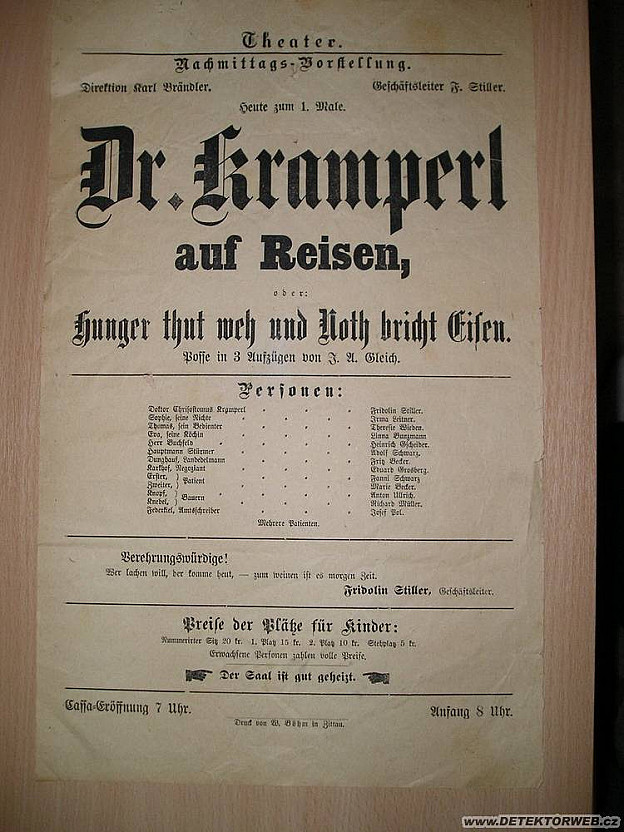 Theater.
Nachmittags-Vorstellung.
Direktion Karl Brändler. Geschäftsleiter F. Stiller.
Heute zum 1. Male.
Dr. Kramperl
auf Reisen,
oder:
Hunger thut weh und Noth bricht Eisen.
Posse in 3 Aufzügen von J. A. Gleich.
Personen:
Doktor Chrisostomus Kramperl Fridolin Stiller.
Sophie, seine Nichte Irma Leitner.
Thomas, sein Bedienter Theresie Wieden.
Eva, seine Köchin Linna Bunzmann
Herr Buchfeld Heinrich Gscheider.
Hauptmann Stürmer Adolf Schwarz.
Dunghauf, Landedelmann Fritz Becker.
Karkhof, Negoziant Eduard Grosberg.
Erster, } Patient Fanni Schwarz
Zweiter, } Marie Becker.
Knopf, } Bauern Anton Ullrich.
Knebel, } Richard Müller.
Federkiel, Amtsschreiber Josef Pol.
Mehrere Patienten.
Verehrungswürdige!
Wer lachen will, der komme heut, — zum weinen ist es morgen Zeit.
Fridolin Stiller, Geschäftsleiter.
Preise der Plätze für Kinder:
Nummerirter Sitz 20 kr. 1. Platz 15 kr. 2. Platz 10 kr. Stehplatz 5 kr.
Erwachsene Personen zahlen volle Preise.
Der Saal ist gut geheizt.
Cassa-Eröffnung 7 Uhr. Anfang 8 Uhr.
Druck von W. Böhm in Zittau.
www.DETEKTORWEB.cz